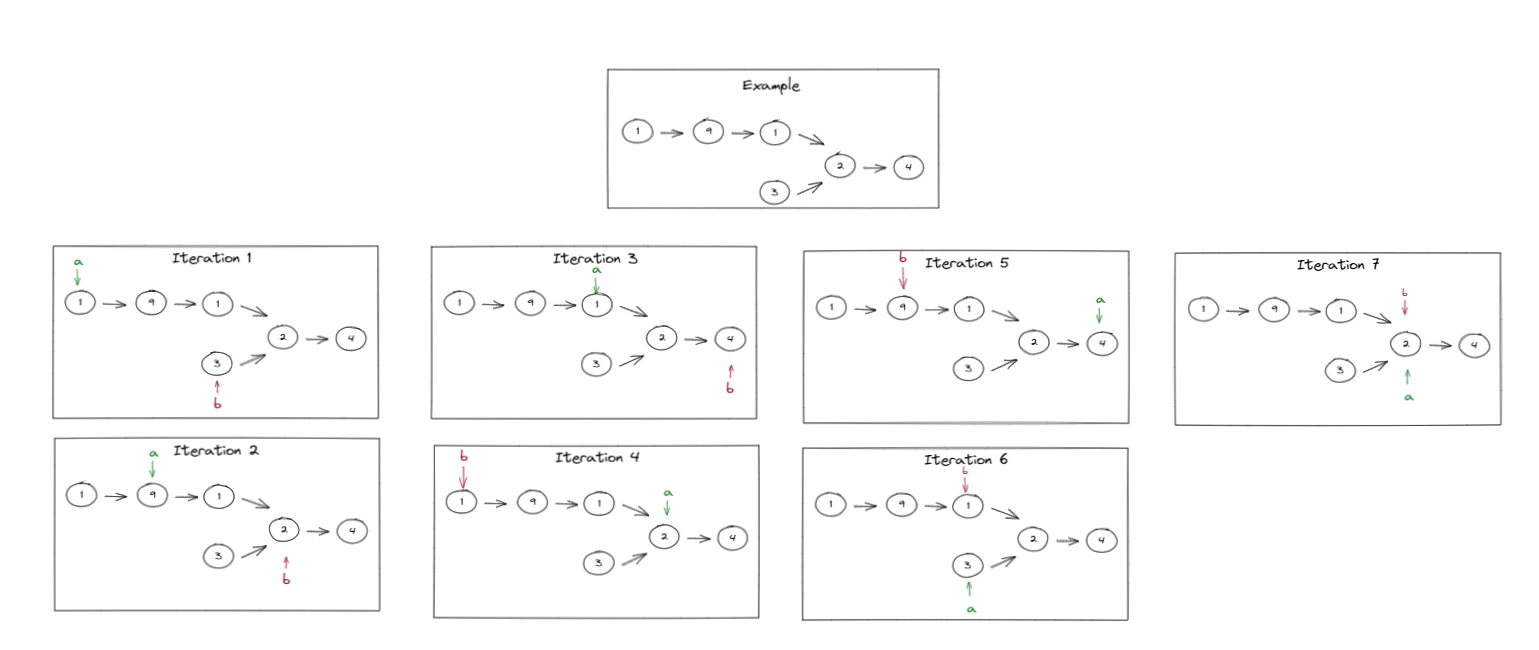 Example
1 9 1
2 4
3
Iteration 1
a
1 9 1
2 4
3
b
Iteration 2
a
1 9 1
2 4
3
b
Iteration 3
a
1 9 1
2 4
3
b
Iteration 4
b
1 9 1
a
2 4
3
Iteration 5
b
1 9 1
a
2 4
3
Iteration 6
b
1 9 1
2 4
3
a
Iteration 7
b
1 9 1
2 4
3
a